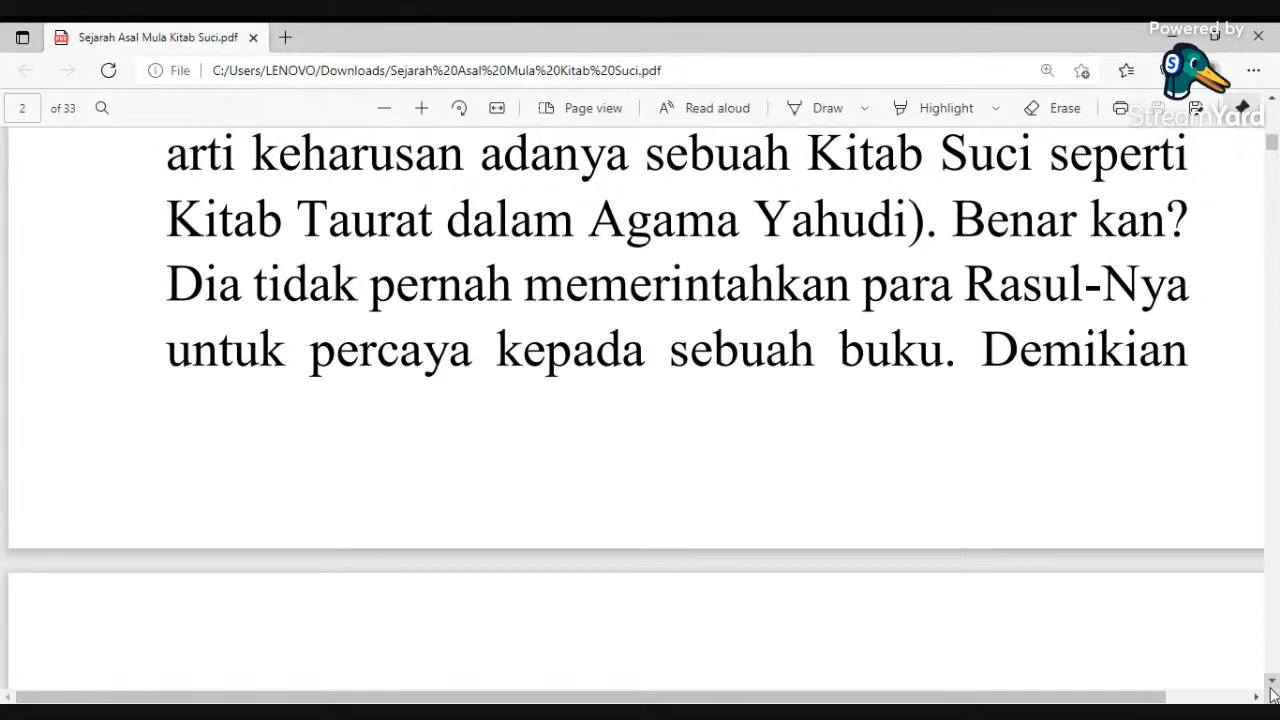 Powered by
Sejarah Asal Mula Kitab Suci.pdf
File
C:/Users/LENOVO/Downloads/Sejarah%20Asal%20Mula%20Kitab%20Suci.pdf
2 of 33
Page view
Read aloud
Draw
Highlight
Erase
StreamYard
arti keharusan adanya sebuah Kitab Suci seperti
Kitab Taurat dalam Agama Yahudi). Benar kan?
Dia tidak pernah memerintahkan para Rasul-Nya
untuk percaya kepada sebuah buku. Demikian